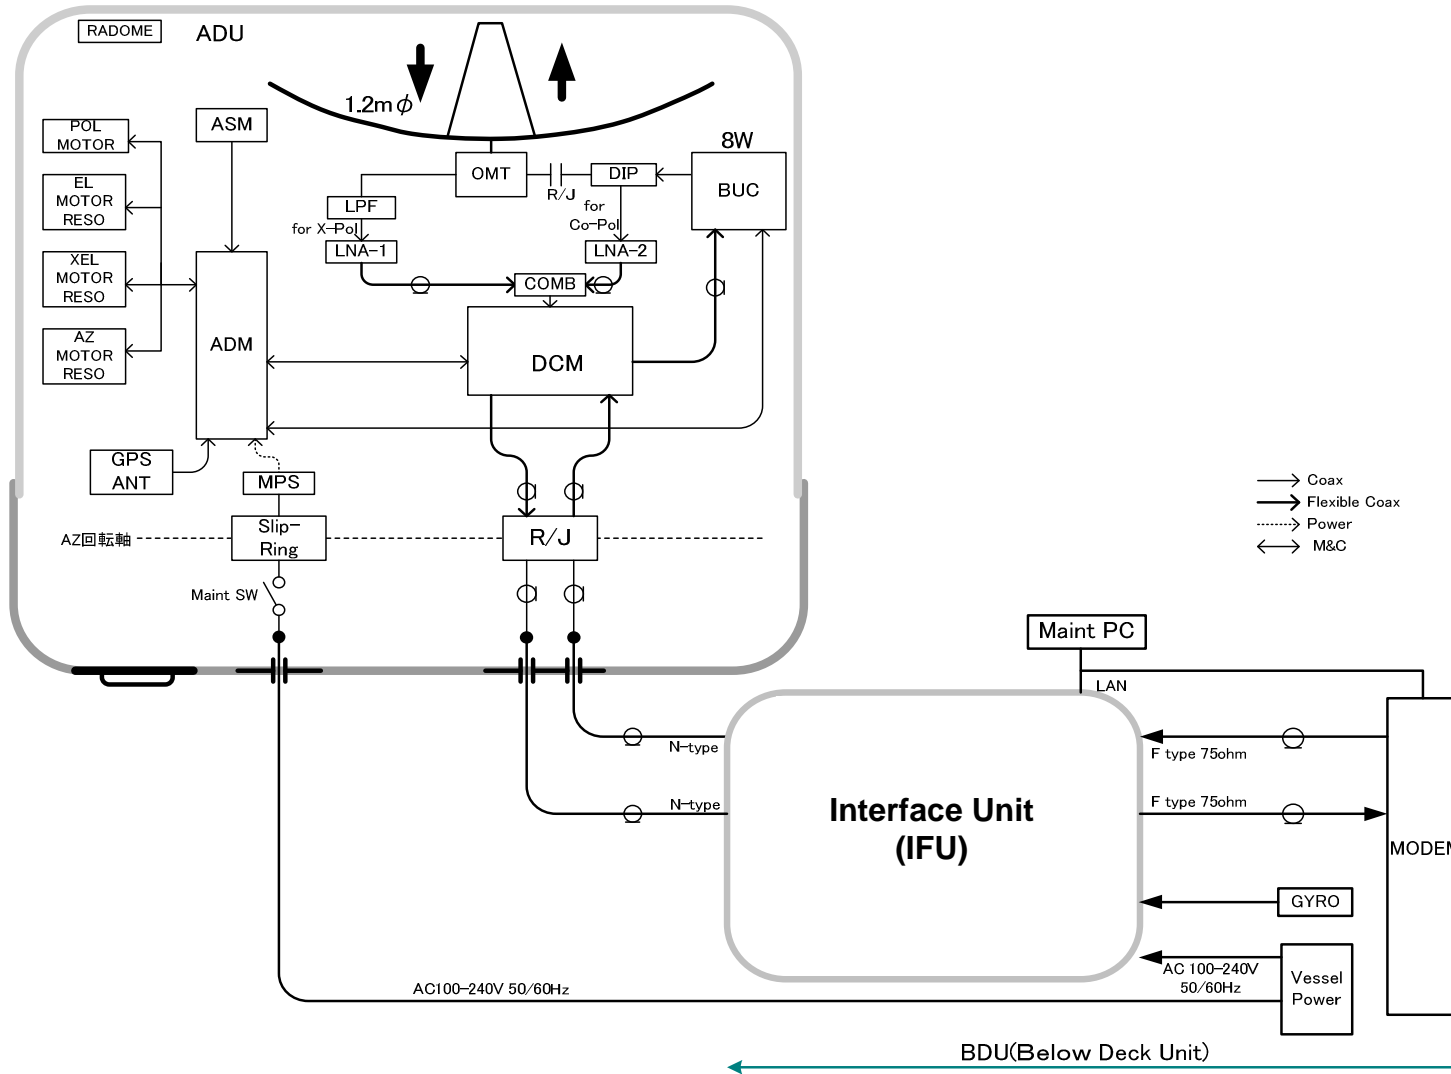 RADOME
ADU
1.2mφ
POL
MOTOR
ASM
8W
EL
MOTOR
RESO
OMT
R/J
DIP
BUC
LPF
for
Co-Pol
for X-Pol
LNA-1
LNA-2
XEL
MOTOR
RESO
COMB
ADM
DCM
AZ
MOTOR
RESO
GPS
ANT
MPS
Coax
Flexible Coax
Power
M&C
AZ回転軸
Slip-
Ring
R/J
Maint SW
Maint PC
LAN
N-type
F type 75ohm
N-type
F type 75ohm
Interface Unit
(IFU)
MODEM
GYRO
AC 100-240V
50/60Hz
Vessel
Power
AC100-240V 50/60Hz
BDU(Below Deck Unit)